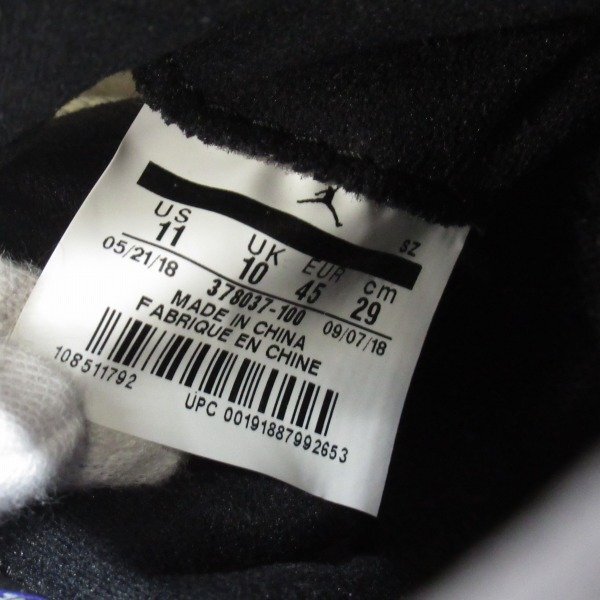 SZ
US UK EUR cm
11 10 45 29
05/21/18 09/07/18
378037-100
MADE IN CHINA
FABRIQUE EN CHINE
108511792
UPC 00191887992653